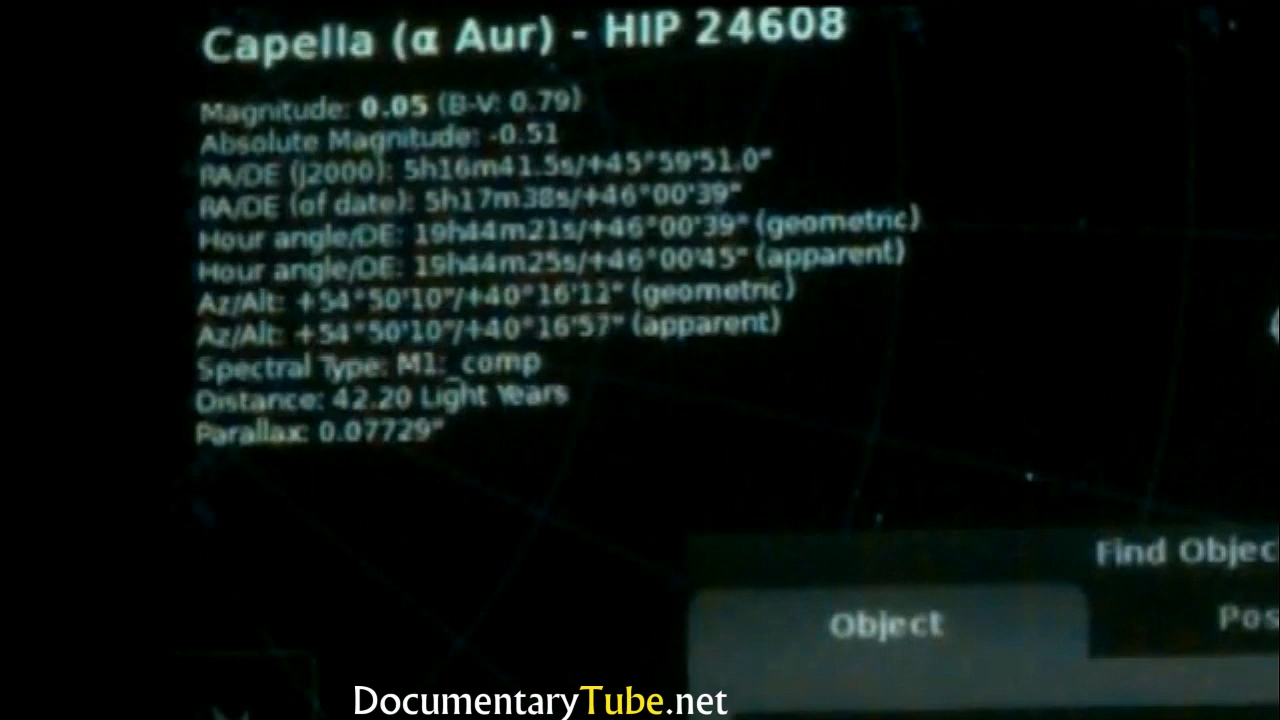 Capella (α Aur) - HIP 24608
Magnitude: 0.05 (B-V: 0.79)
Absolute Magnitude: -0.51
RA/DE (J2000): 5h16m41.5s/+45°59'51.0"
RA/DE (of date): 5h17m38s/+46°00'39"
Hour angle/DE: 19h44m21s/+46°00'39" (geometric)
Hour angle/DE: 19h44m25s/+46°00'45" (apparent)
Az/Alt: +54°50'10"/+40°16'12" (geometric)
Az/Alt: +54°50'10"/+40°16'57" (apparent)
Spectral Type: M1:_comp
Distance: 42.20 Light Years
Parallax: 0.07729"
Find Objec
Object
Pos
DocumentaryTube.net